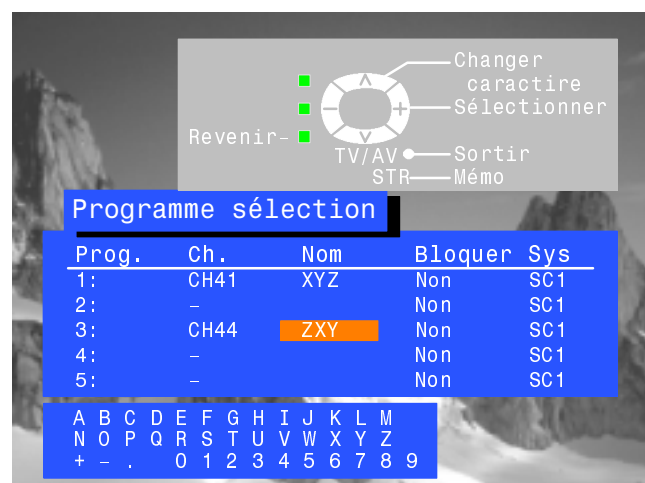 Changer
caractire
Sélectionner
Revenir–
TV/AV Sortir
STR Mémo
Programme sélection
Prog. Ch. Nom Bloquer Sys
1: CH41 XYZ Non SC1
2: – Non SC1
3: CH44 ZXY Non SC1
4: – Non SC1
5: – Non SC1
A B C D E F G H I J K L M
N O P Q R S T U V W X Y Z
+ – . 0 1 2 3 4 5 6 7 8 9